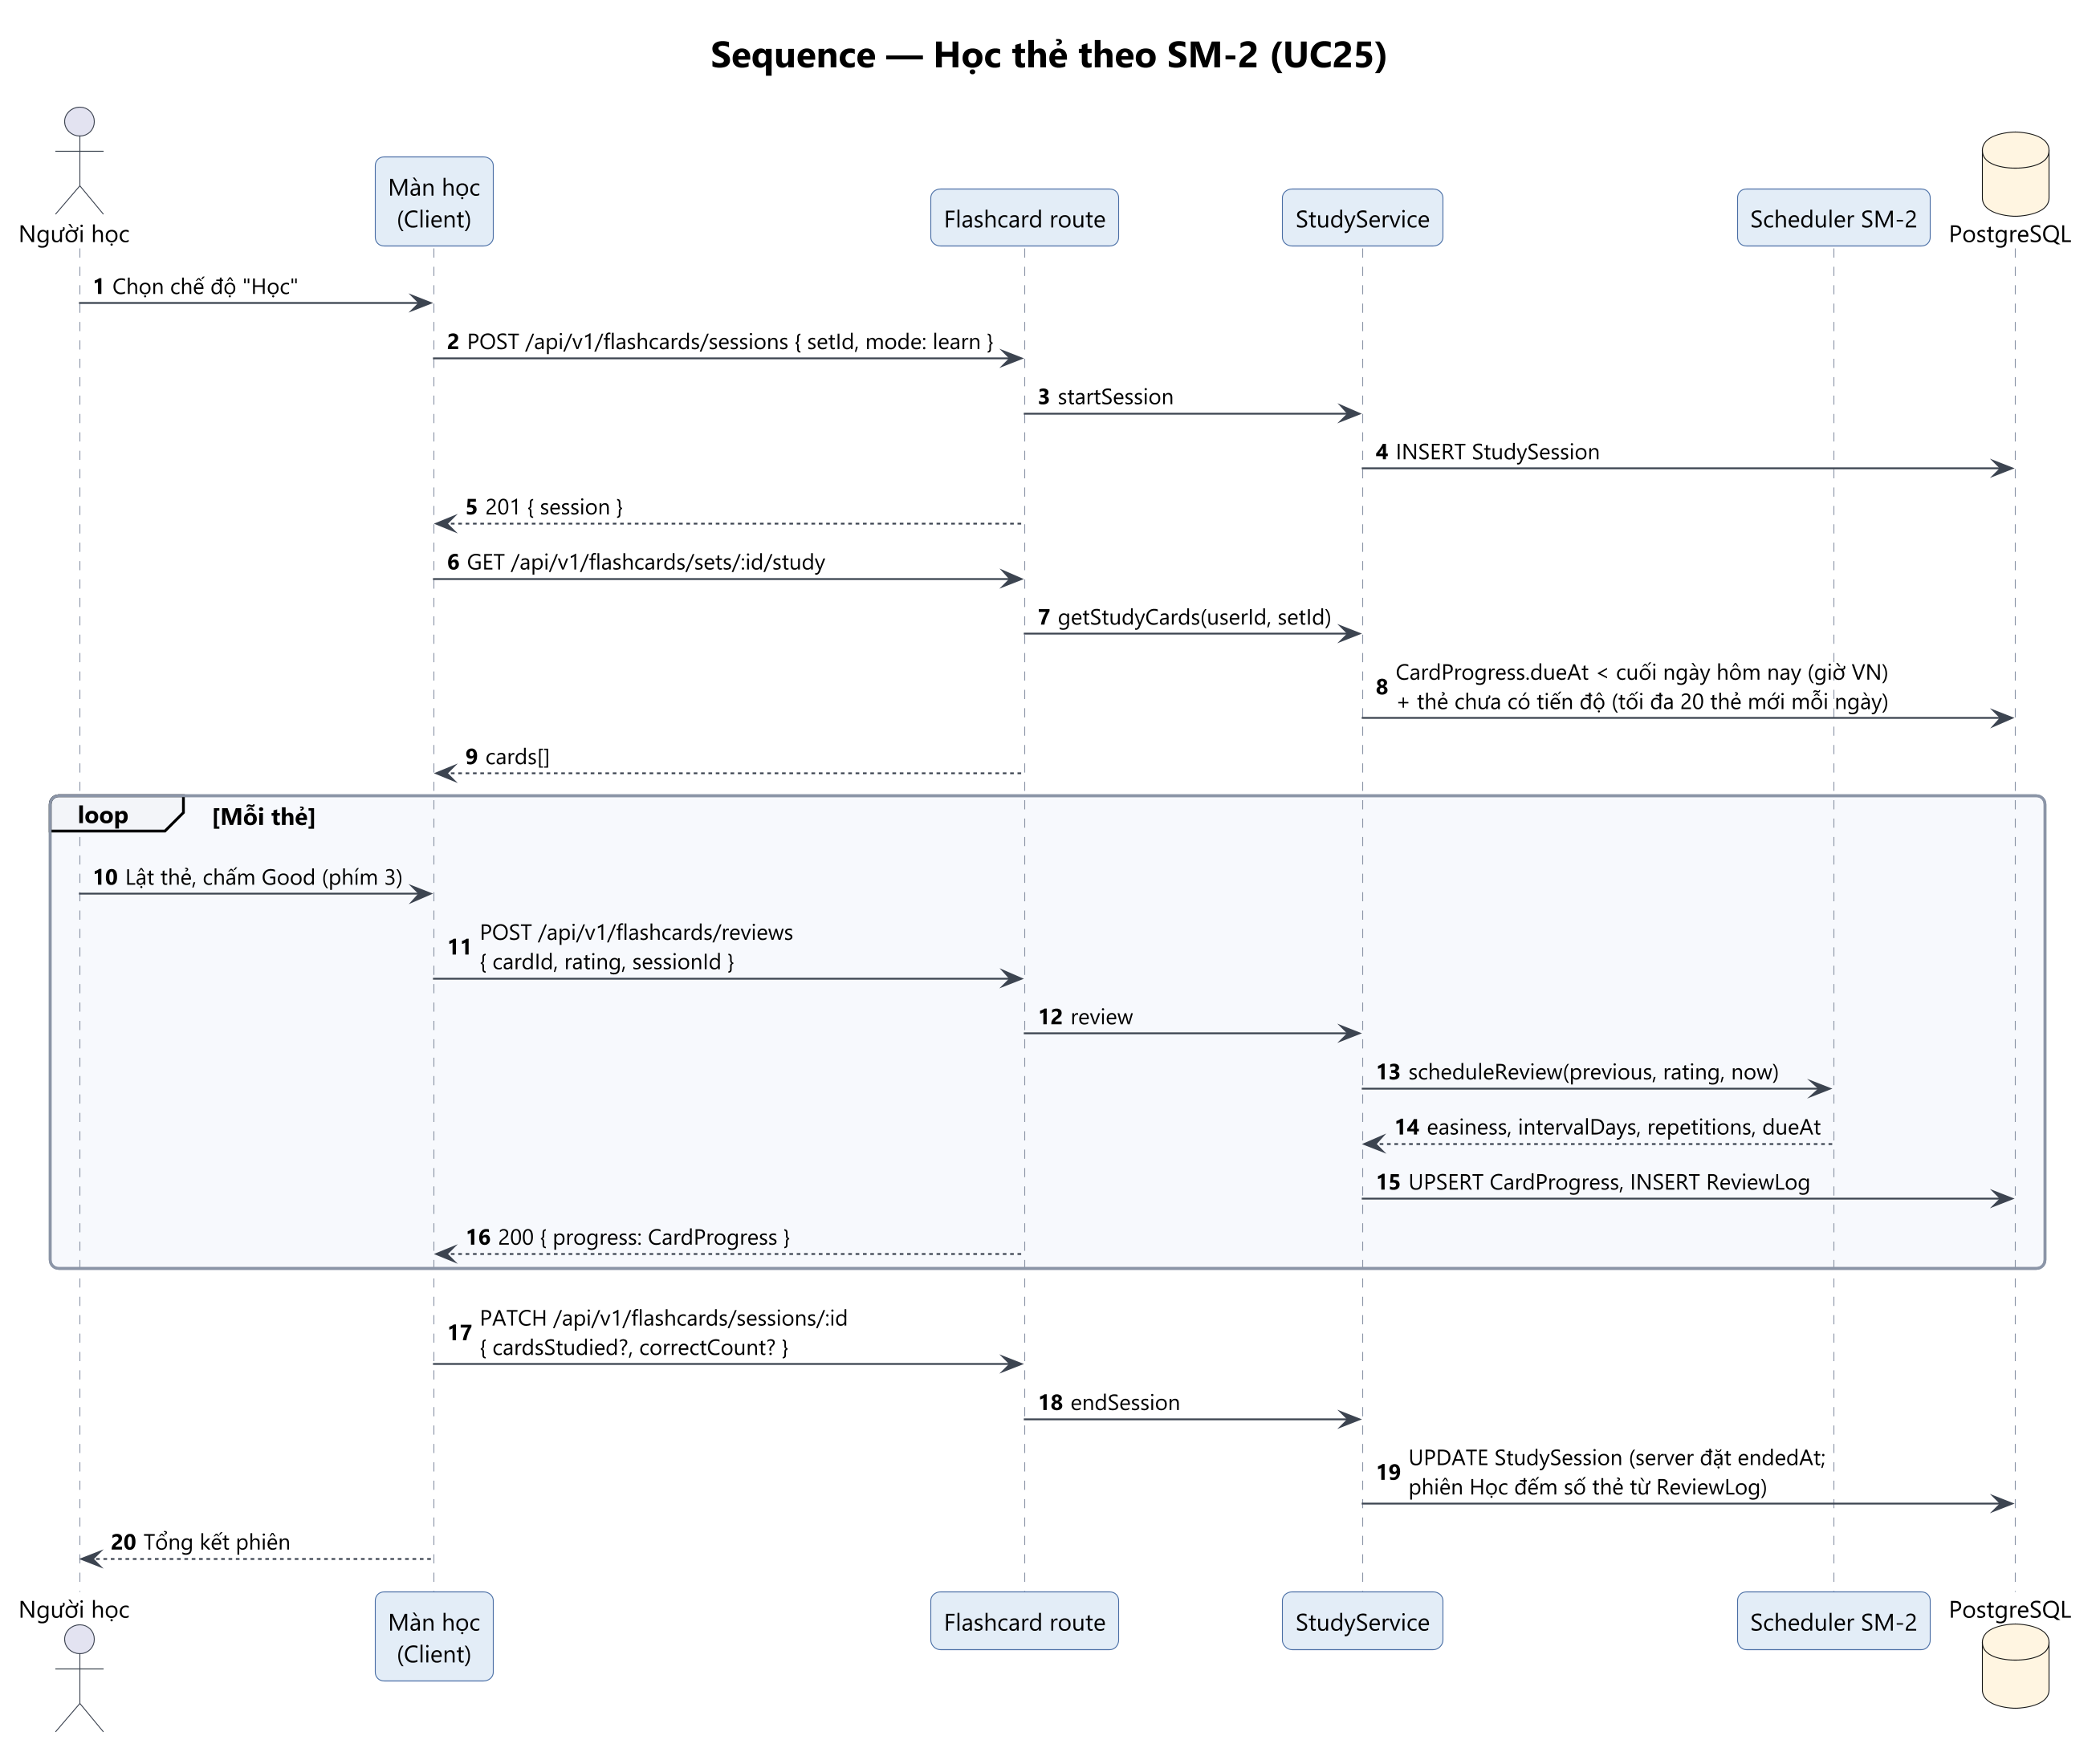 Sequence — Học thẻ theo SM-2 (UC25)
Người học
Màn học
(Client)
Flashcard route
StudyService
Scheduler SM-2
PostgreSQL
1 Chọn chế độ "Học"
2 POST /api/v1/flashcards/sessions { setId, mode: learn }
3 startSession
4 INSERT StudySession
5 201 { session }
6 GET /api/v1/flashcards/sets/:id/study
7 getStudyCards(userId, setId)
8 CardProgress.dueAt < cuối ngày hôm nay (giờ VN)
+ thẻ chưa có tiến độ (tối đa 20 thẻ mới mỗi ngày)
9 cards[]
loop [Mỗi thẻ]
10 Lật thẻ, chấm Good (phím 3)
11 POST /api/v1/flashcards/reviews
{ cardId, rating, sessionId }
12 review
13 scheduleReview(previous, rating, now)
14 easiness, intervalDays, repetitions, dueAt
15 UPSERT CardProgress, INSERT ReviewLog
16 200 { progress: CardProgress }
17 PATCH /api/v1/flashcards/sessions/:id
{ cardsStudied?, correctCount? }
18 endSession
19 UPDATE StudySession (server đặt endedAt;
phiên Học đếm số thẻ từ ReviewLog)
20 Tổng kết phiên
Người học
Màn học
(Client)
Flashcard route
StudyService
Scheduler SM-2
PostgreSQL